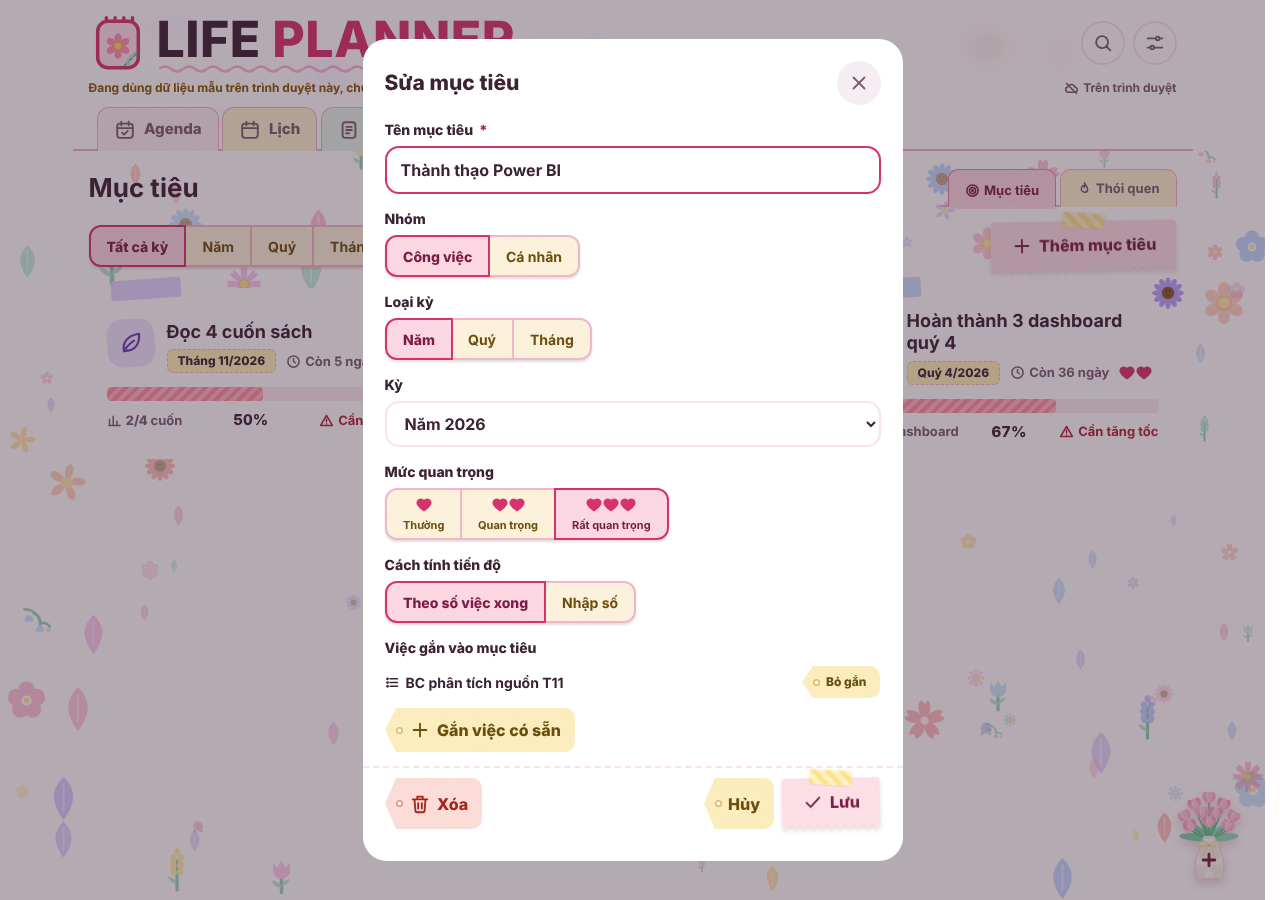 LIFE PLANNER
Đang dùng dữ liệu mẫu trên trình duyệt này,
Trên trình duyệt
Agenda
Lịch
Mục tiêu
Mục tiêu
Thói quen
Tất cả kỳ
Năm
Quý
Thán
Thêm mục tiêu
Đọc 4 cuốn sách
Tháng 11/2026
Còn 5 ng
2/4 cuốn
50%
Cần
Hoàn thành 3 dashboard
quý 4
Quý 4/2026
Còn 36 ngày
ashboard
67%
Cần tăng tốc
Sửa mục tiêu
Tên mục tiêu *
Thành thạo Power BI
Nhóm
Công việc
Cá nhân
Loại kỳ
Năm
Quý
Tháng
Kỳ
Năm 2026
Mức quan trọng
Thường
Quan trọng
Rất quan trọng
Cách tính tiến độ
Theo số việc xong
Nhập số
Việc gắn vào mục tiêu
BC phân tích nguồn T11
Bỏ gắn
+ Gắn việc có sẵn
Xóa
Hủy
Lưu